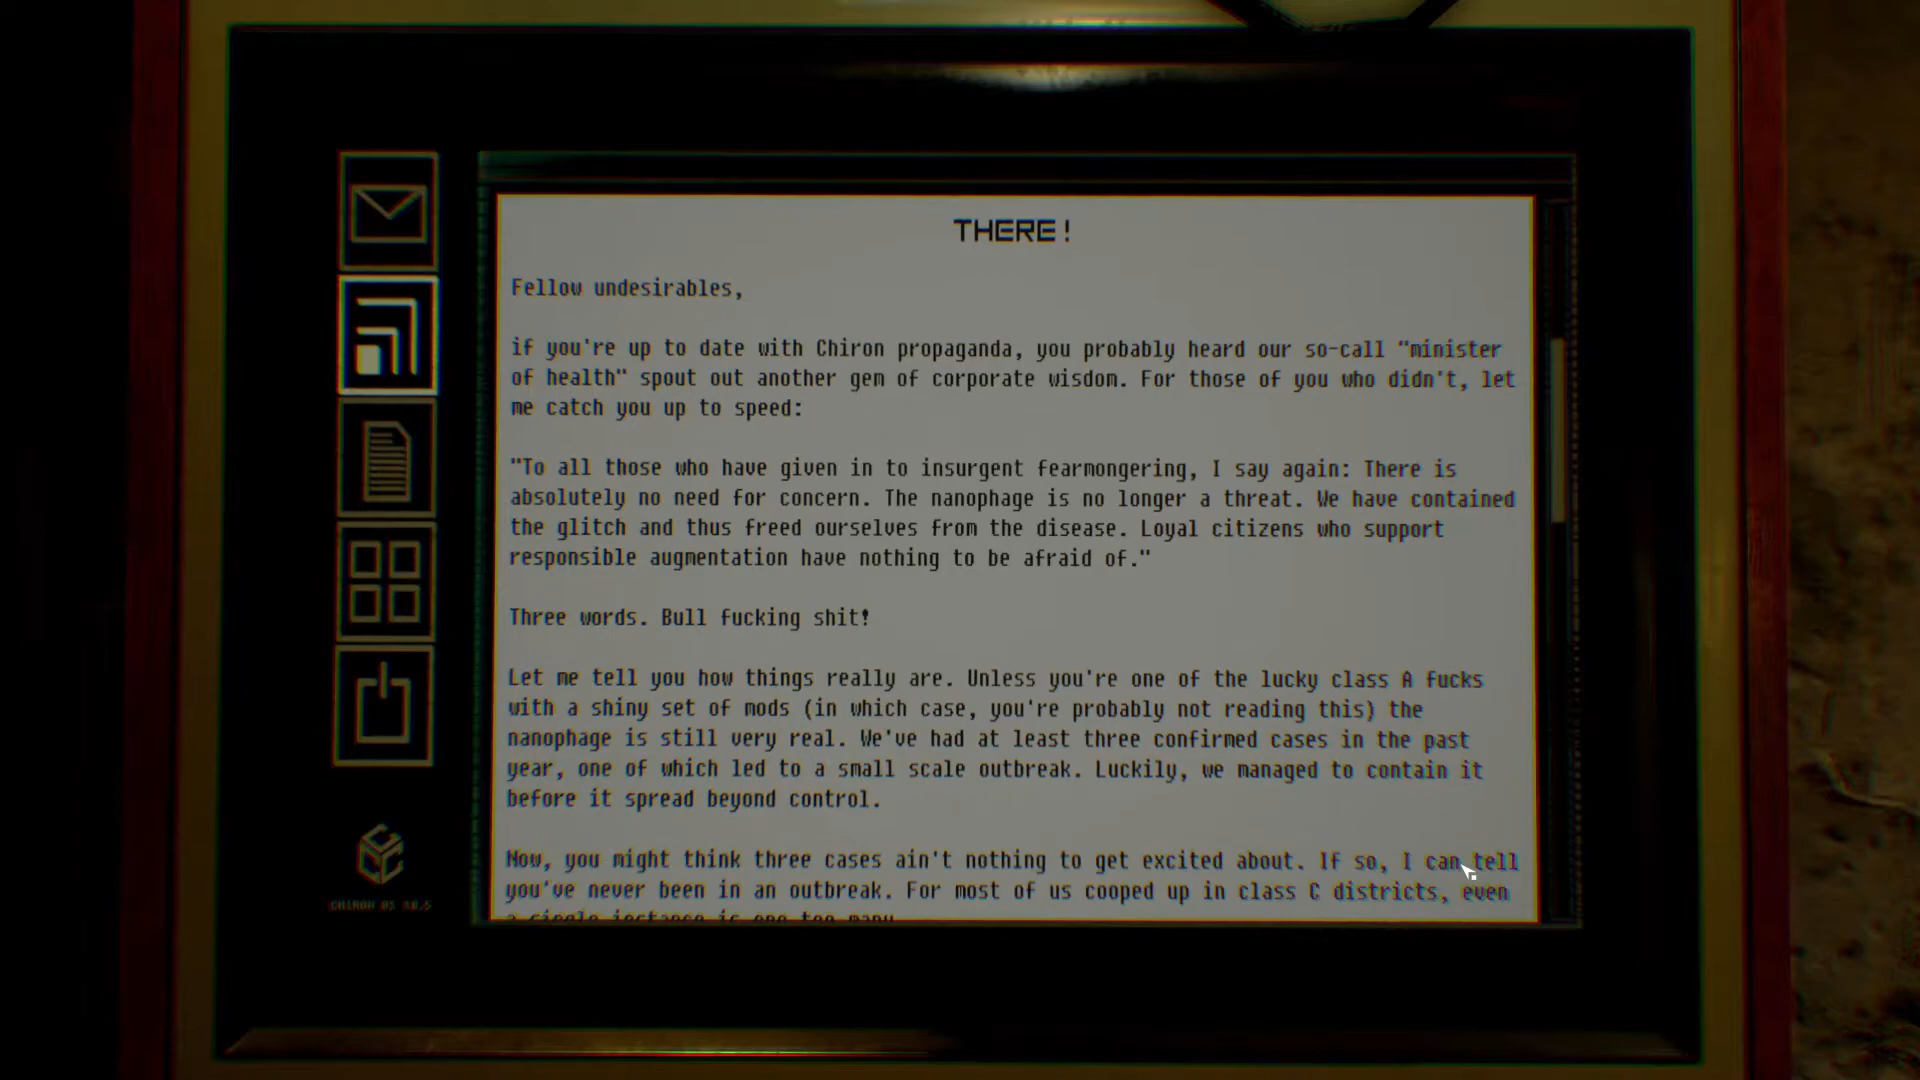 THERE!
Fellow undesirables,
if you're up to date with Chiron propaganda, you probably heard our so-call "minister
of health" spout out another gem of corporate wisdom. For those of you who didn't, let
me catch you up to speed:
"To all those who have given in to insurgent fearmongering, I say again: There is
absolutely no need for concern. The nanophage is no longer a threat. We have contained
the glitch and thus freed ourselves from the disease. Loyal citizens who support
responsible augmentation have nothing to be afraid of."
Three words. Bull fucking shit!
Let me tell you how things really are. Unless you're one of the lucky class A fucks
with a shiny set of mods (in which case, you're probably not reading this) the
nanophage is still very real. We've had at least three confirmed cases in the past
year, one of which led to a small scale outbreak. Luckily, we managed to contain it
before it spread beyond control.
Now, you might think three cases ain't nothing to get excited about. If so, I can tell
you've never been in an outbreak. For most of us cooped up in class C districts, even
a single instance is one too many
CHIRON OS